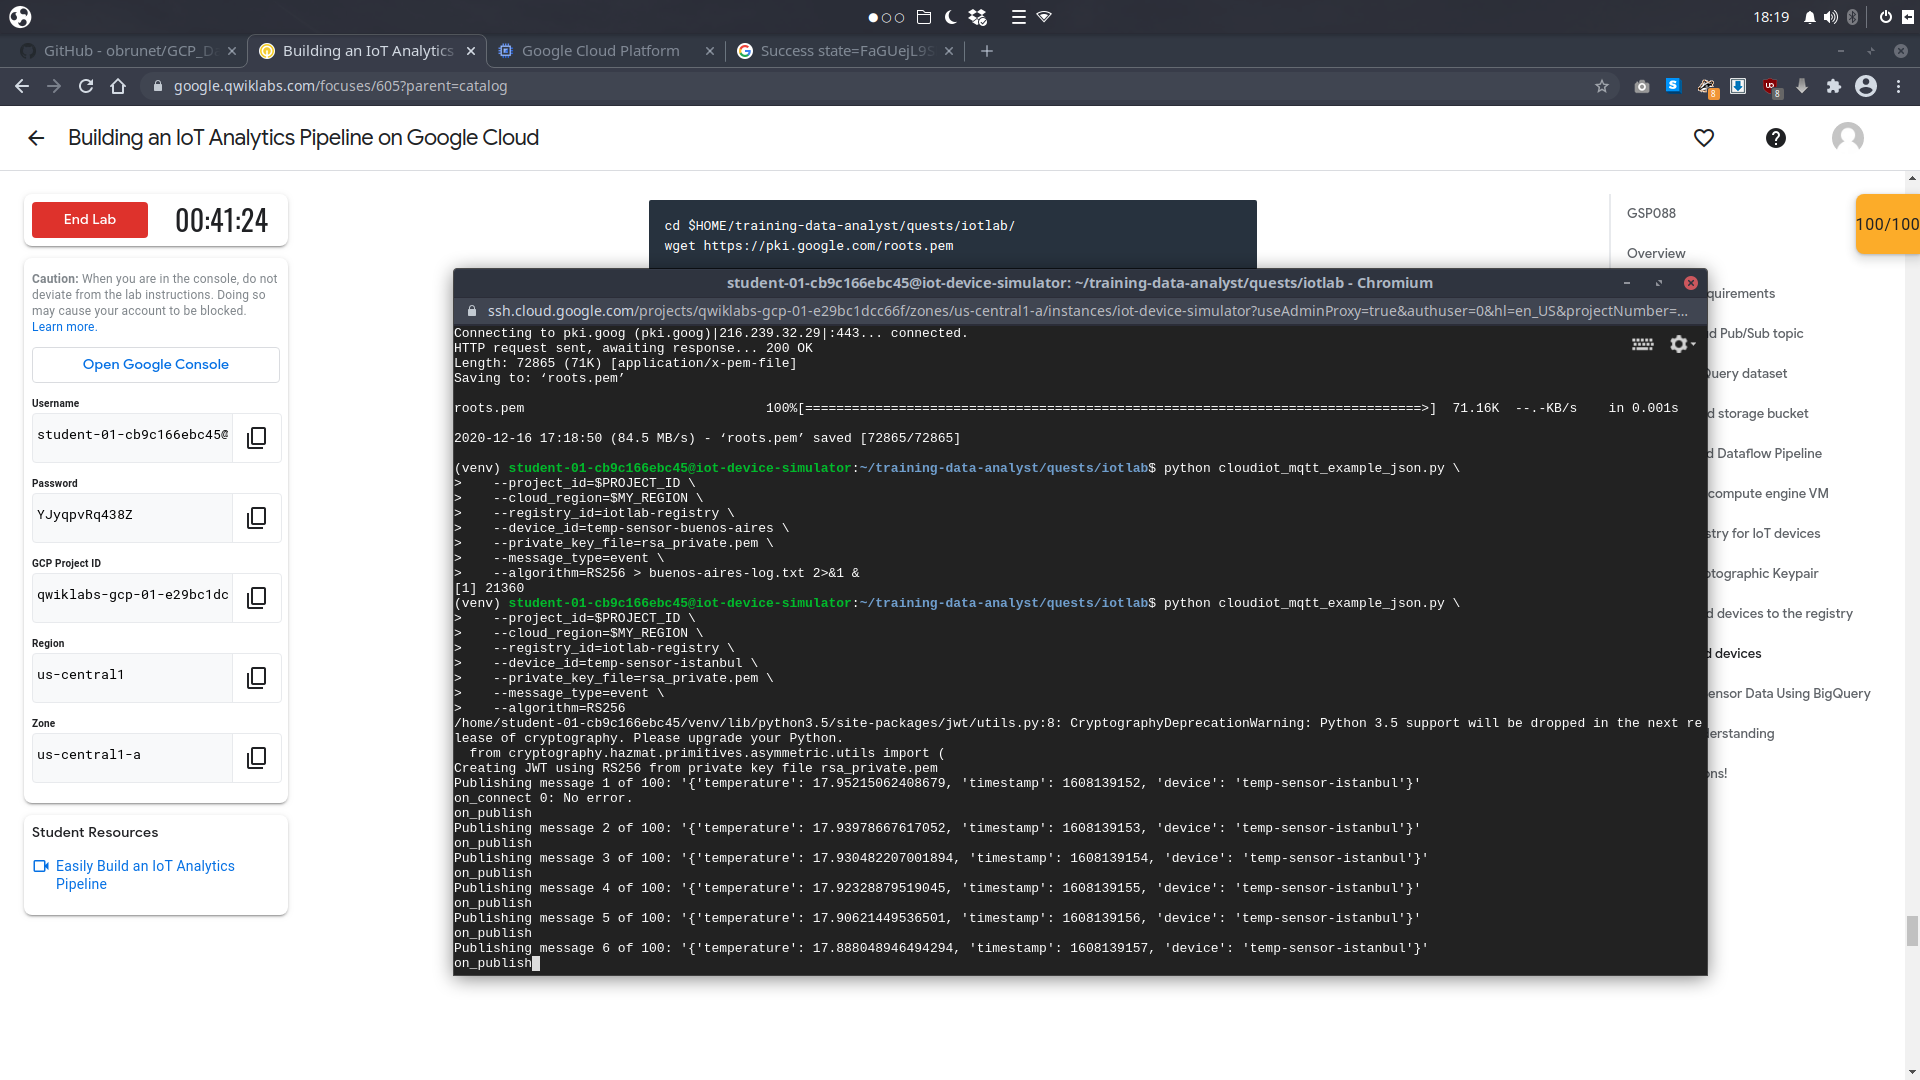 18:19
GitHub - obrunet/GCP_Da
Building an IoT Analytics
Google Cloud Platform
Success state=FaGUejL9S
google.qwiklabs.com/focuses/605?parent=catalog
8
8
Building an IoT Analytics Pipeline on Google Cloud
End Lab
00:41:24
Caution: When you are in the console, do not
deviate from the lab instructions. Doing so
may cause your account to be blocked.
Learn more.
Open Google Console
Username
student-01-cb9c166ebc45@
Password
YJyqpvRq438Z
GCP Project ID
qwiklabs-gcp-01-e29bc1dc
Region
us-central1
Zone
us-central1-a
Student Resources
Easily Build an IoT Analytics
Pipeline
cd $HOME/training-data-analyst/quests/iotlab/
wget https://pki.google.com/roots.pem
student-01-cb9c166ebc45@iot-device-simulator: ~/training-data-analyst/quests/iotlab - Chromium
ssh.cloud.google.com/projects/qwiklabs-gcp-01-e29bc1dcc66f/zones/us-central1-a/instances/iot-device-simulator?useAdminProxy=true&authuser=0&hl=en_US&projectNumber=...
Connecting to pki.goog (pki.goog)|216.239.32.29|:443... connected.
HTTP request sent, awaiting response... 200 OK
Length: 72865 (71K) [application/x-pem-file]
Saving to: ‘roots.pem’
roots.pem 100%[===============================================================================>] 71.16K --.-KB/s in 0.001s
2020-12-16 17:18:50 (84.5 MB/s) - ‘roots.pem’ saved [72865/72865]
(venv) student-01-cb9c166ebc45@iot-device-simulator:~/training-data-analyst/quests/iotlab$ python cloudiot_mqtt_example_json.py \
> --project_id=$PROJECT_ID \
> --cloud_region=$MY_REGION \
> --registry_id=iotlab-registry \
> --device_id=temp-sensor-buenos-aires \
> --private_key_file=rsa_private.pem \
> --message_type=event \
> --algorithm=RS256 > buenos-aires-log.txt 2>&1 &
[1] 21360
(venv) student-01-cb9c166ebc45@iot-device-simulator:~/training-data-analyst/quests/iotlab$ python cloudiot_mqtt_example_json.py \
> --project_id=$PROJECT_ID \
> --cloud_region=$MY_REGION \
> --registry_id=iotlab-registry \
> --device_id=temp-sensor-istanbul \
> --private_key_file=rsa_private.pem \
> --message_type=event \
> --algorithm=RS256
/home/student-01-cb9c166ebc45/venv/lib/python3.5/site-packages/jwt/utils.py:8: CryptographyDeprecationWarning: Python 3.5 support will be dropped in the next re
lease of cryptography. Please upgrade your Python.
from cryptography.hazmat.primitives.asymmetric.utils import (
Creating JWT using RS256 from private key file rsa_private.pem
Publishing message 1 of 100: '{'temperature': 17.95215062408679, 'timestamp': 1608139152, 'device': 'temp-sensor-istanbul'}'
on_connect 0: No error.
on_publish
Publishing message 2 of 100: '{'temperature': 17.93978667617052, 'timestamp': 1608139153, 'device': 'temp-sensor-istanbul'}'
on_publish
Publishing message 3 of 100: '{'temperature': 17.930482207001894, 'timestamp': 1608139154, 'device': 'temp-sensor-istanbul'}'
on_publish
Publishing message 4 of 100: '{'temperature': 17.92328879519045, 'timestamp': 1608139155, 'device': 'temp-sensor-istanbul'}'
on_publish
Publishing message 5 of 100: '{'temperature': 17.90621449536501, 'timestamp': 1608139156, 'device': 'temp-sensor-istanbul'}'
on_publish
Publishing message 6 of 100: '{'temperature': 17.888048946494294, 'timestamp': 1608139157, 'device': 'temp-sensor-istanbul'}'
on_publish
GSP088
100/100
Overview
uirements
d Pub/Sub topic
Query dataset
d storage bucket
d Dataflow Pipeline
compute engine VM
stry for IoT devices
ptographic Keypair
d devices to the registry
d devices
ensor Data Using BigQuery
erstanding
ons!